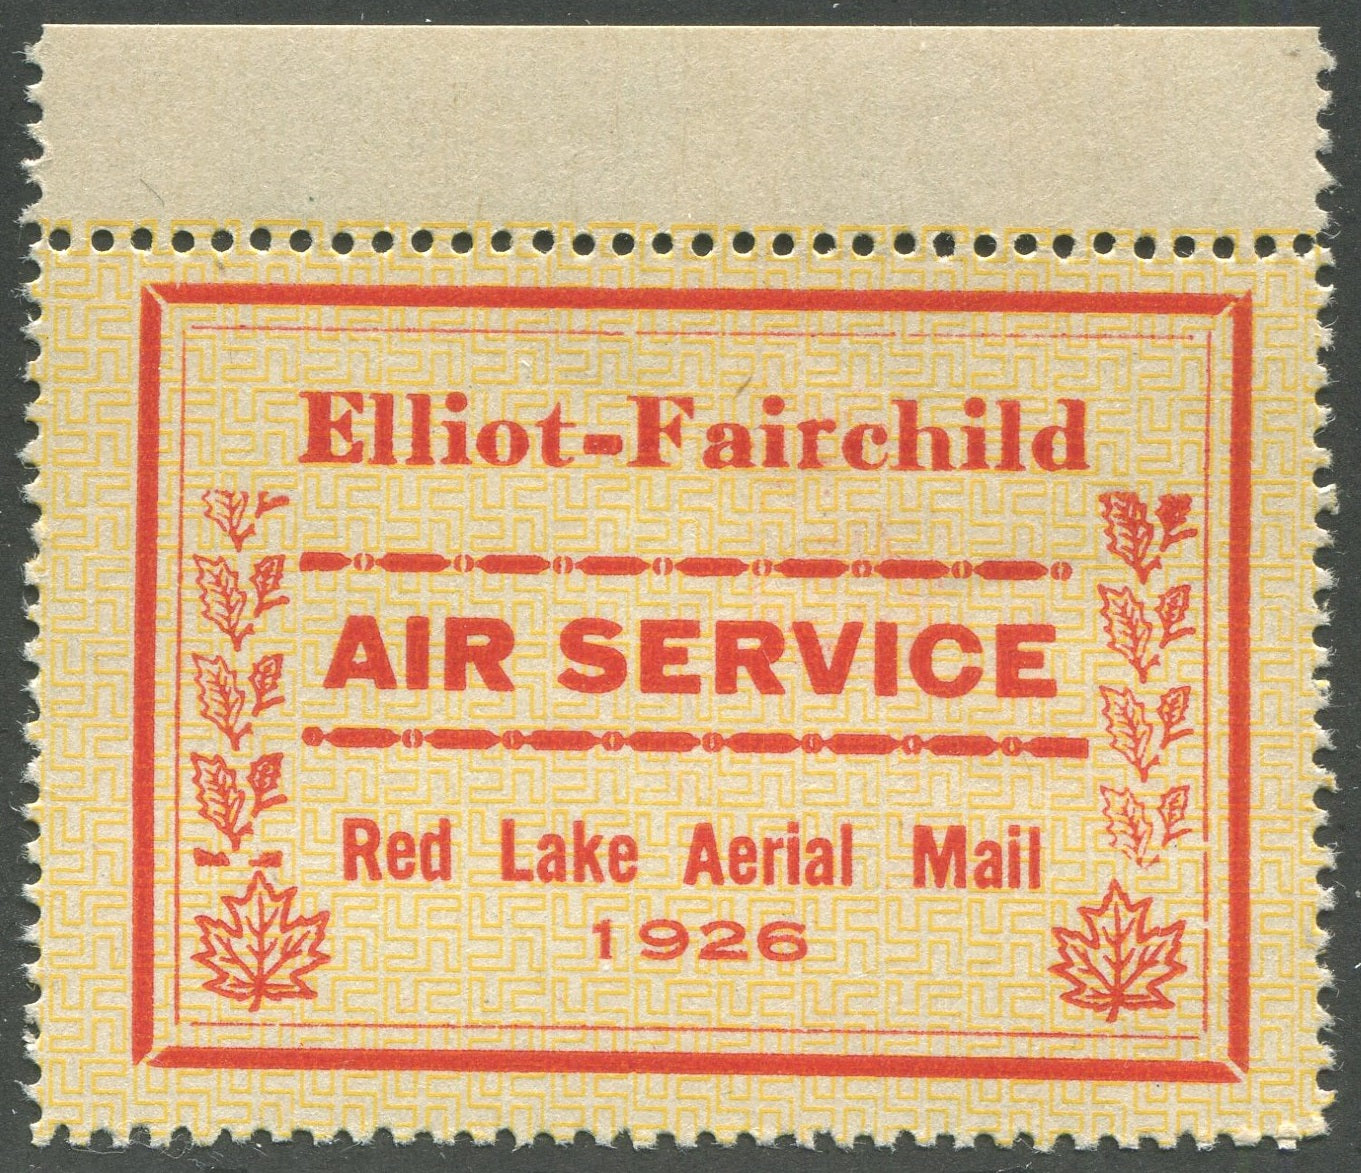 Elliot-Fairchild
AIR SERVICE
Red Lake Aerial Mail
1926